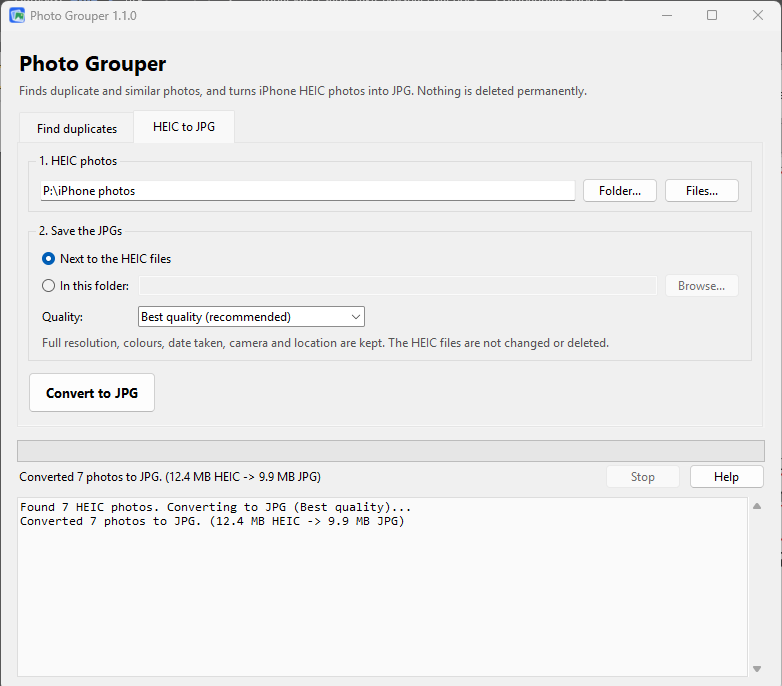 Photo Grouper 1.1.0
Photo Grouper
Finds duplicate and similar photos, and turns iPhone HEIC photos into JPG. Nothing is deleted permanently.
Find duplicates
HEIC to JPG
1. HEIC photos
P:\iPhone photos
Folder...
Files...
2. Save the JPGs
Next to the HEIC files
In this folder:
Browse...
Quality:
Best quality (recommended)
Full resolution, colours, date taken, camera and location are kept. The HEIC files are not changed or deleted.
Convert to JPG
Converted 7 photos to JPG. (12.4 MB HEIC -> 9.9 MB JPG)
Stop
Help
Found 7 HEIC photos. Converting to JPG (Best quality)...
Converted 7 photos to JPG. (12.4 MB HEIC -> 9.9 MB JPG)